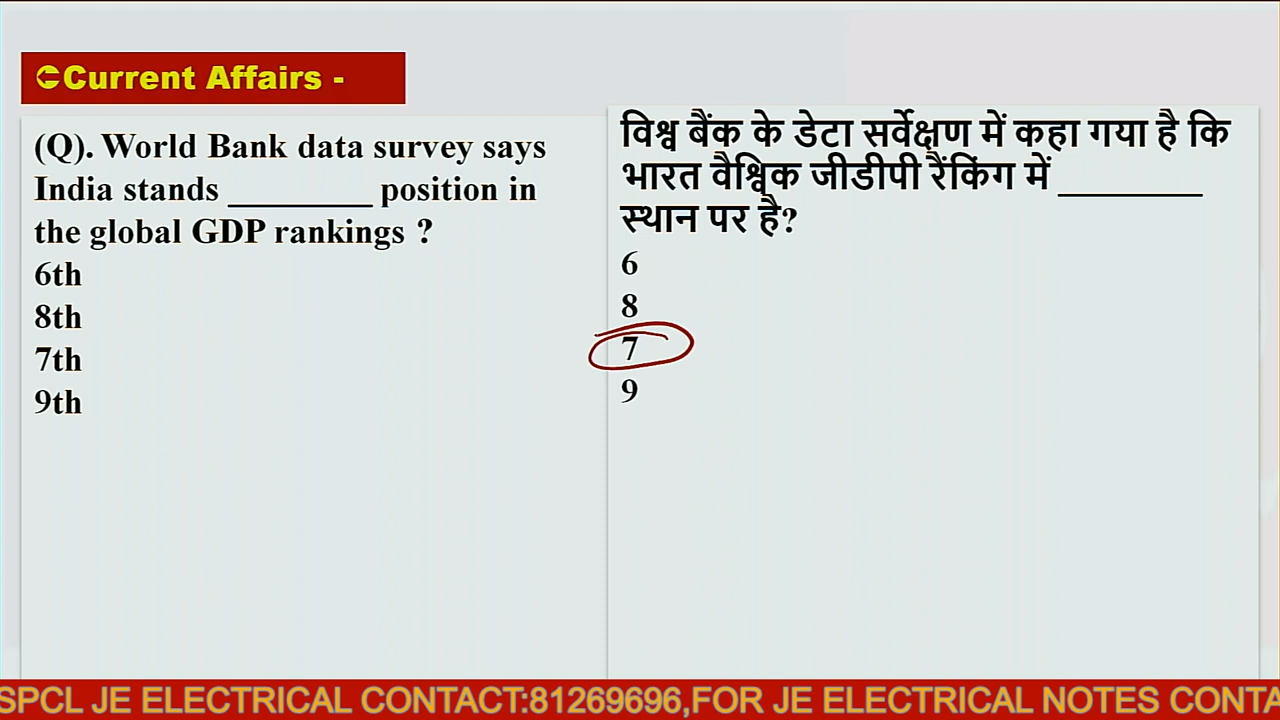 Current Affairs -
(Q). World Bank data survey says
India stands ________ position in
the global GDP rankings ?
6th
8th
7th
9th
विश्व बैंक के डेटा सर्वेक्षण में कहा गया है कि
भारत वैश्विक जीडीपी रैंकिंग में ________
स्थान पर है?
6
8
7
9
SPCL JE ELECTRICAL CONTACT:81269696,FOR JE ELECTRICAL NOTES CONTA